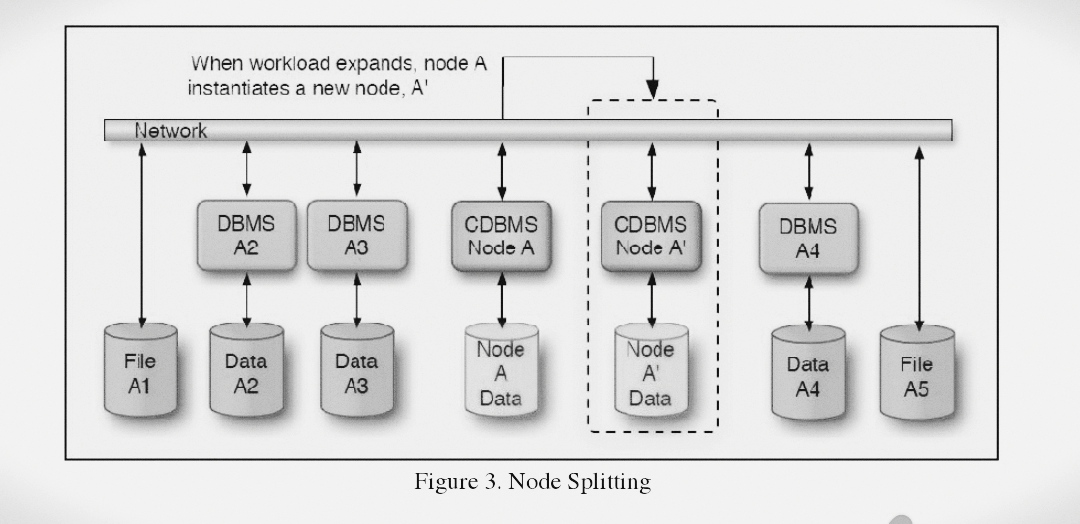 When workload expands, node A
instantiates a new node, A'
Network
DBMS
A2
DBMS
A3
CDBMS
Node A
CDBMS
Node A'
DBMS
A4
File
A1
Data
A2
Data
A3
Node
A
Data
Node
A'
Data
Data
A4
File
A5
Figure 3. Node Splitting